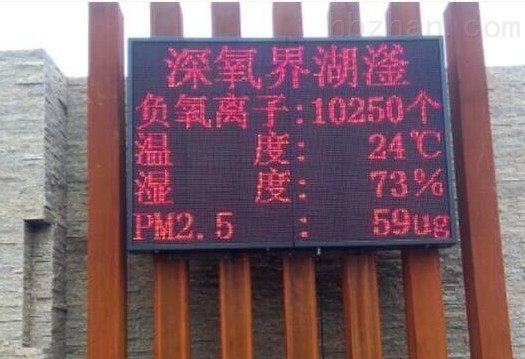 深氧界湖滏
负氧离子:10250个
温 度: 24℃
湿 度: 73%
PM2.5 : 59ug